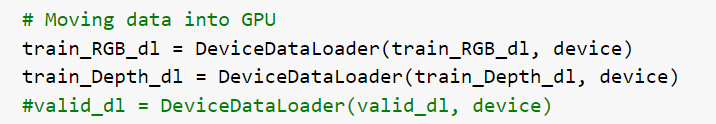 # Moving data into GPU
train_RGB_dl = DeviceDataLoader(train_RGB_dl, device)
train_Depth_dl = DeviceDataLoader(train_Depth_dl, device)
#valid_dl = DeviceDataLoader(valid_dl, device)